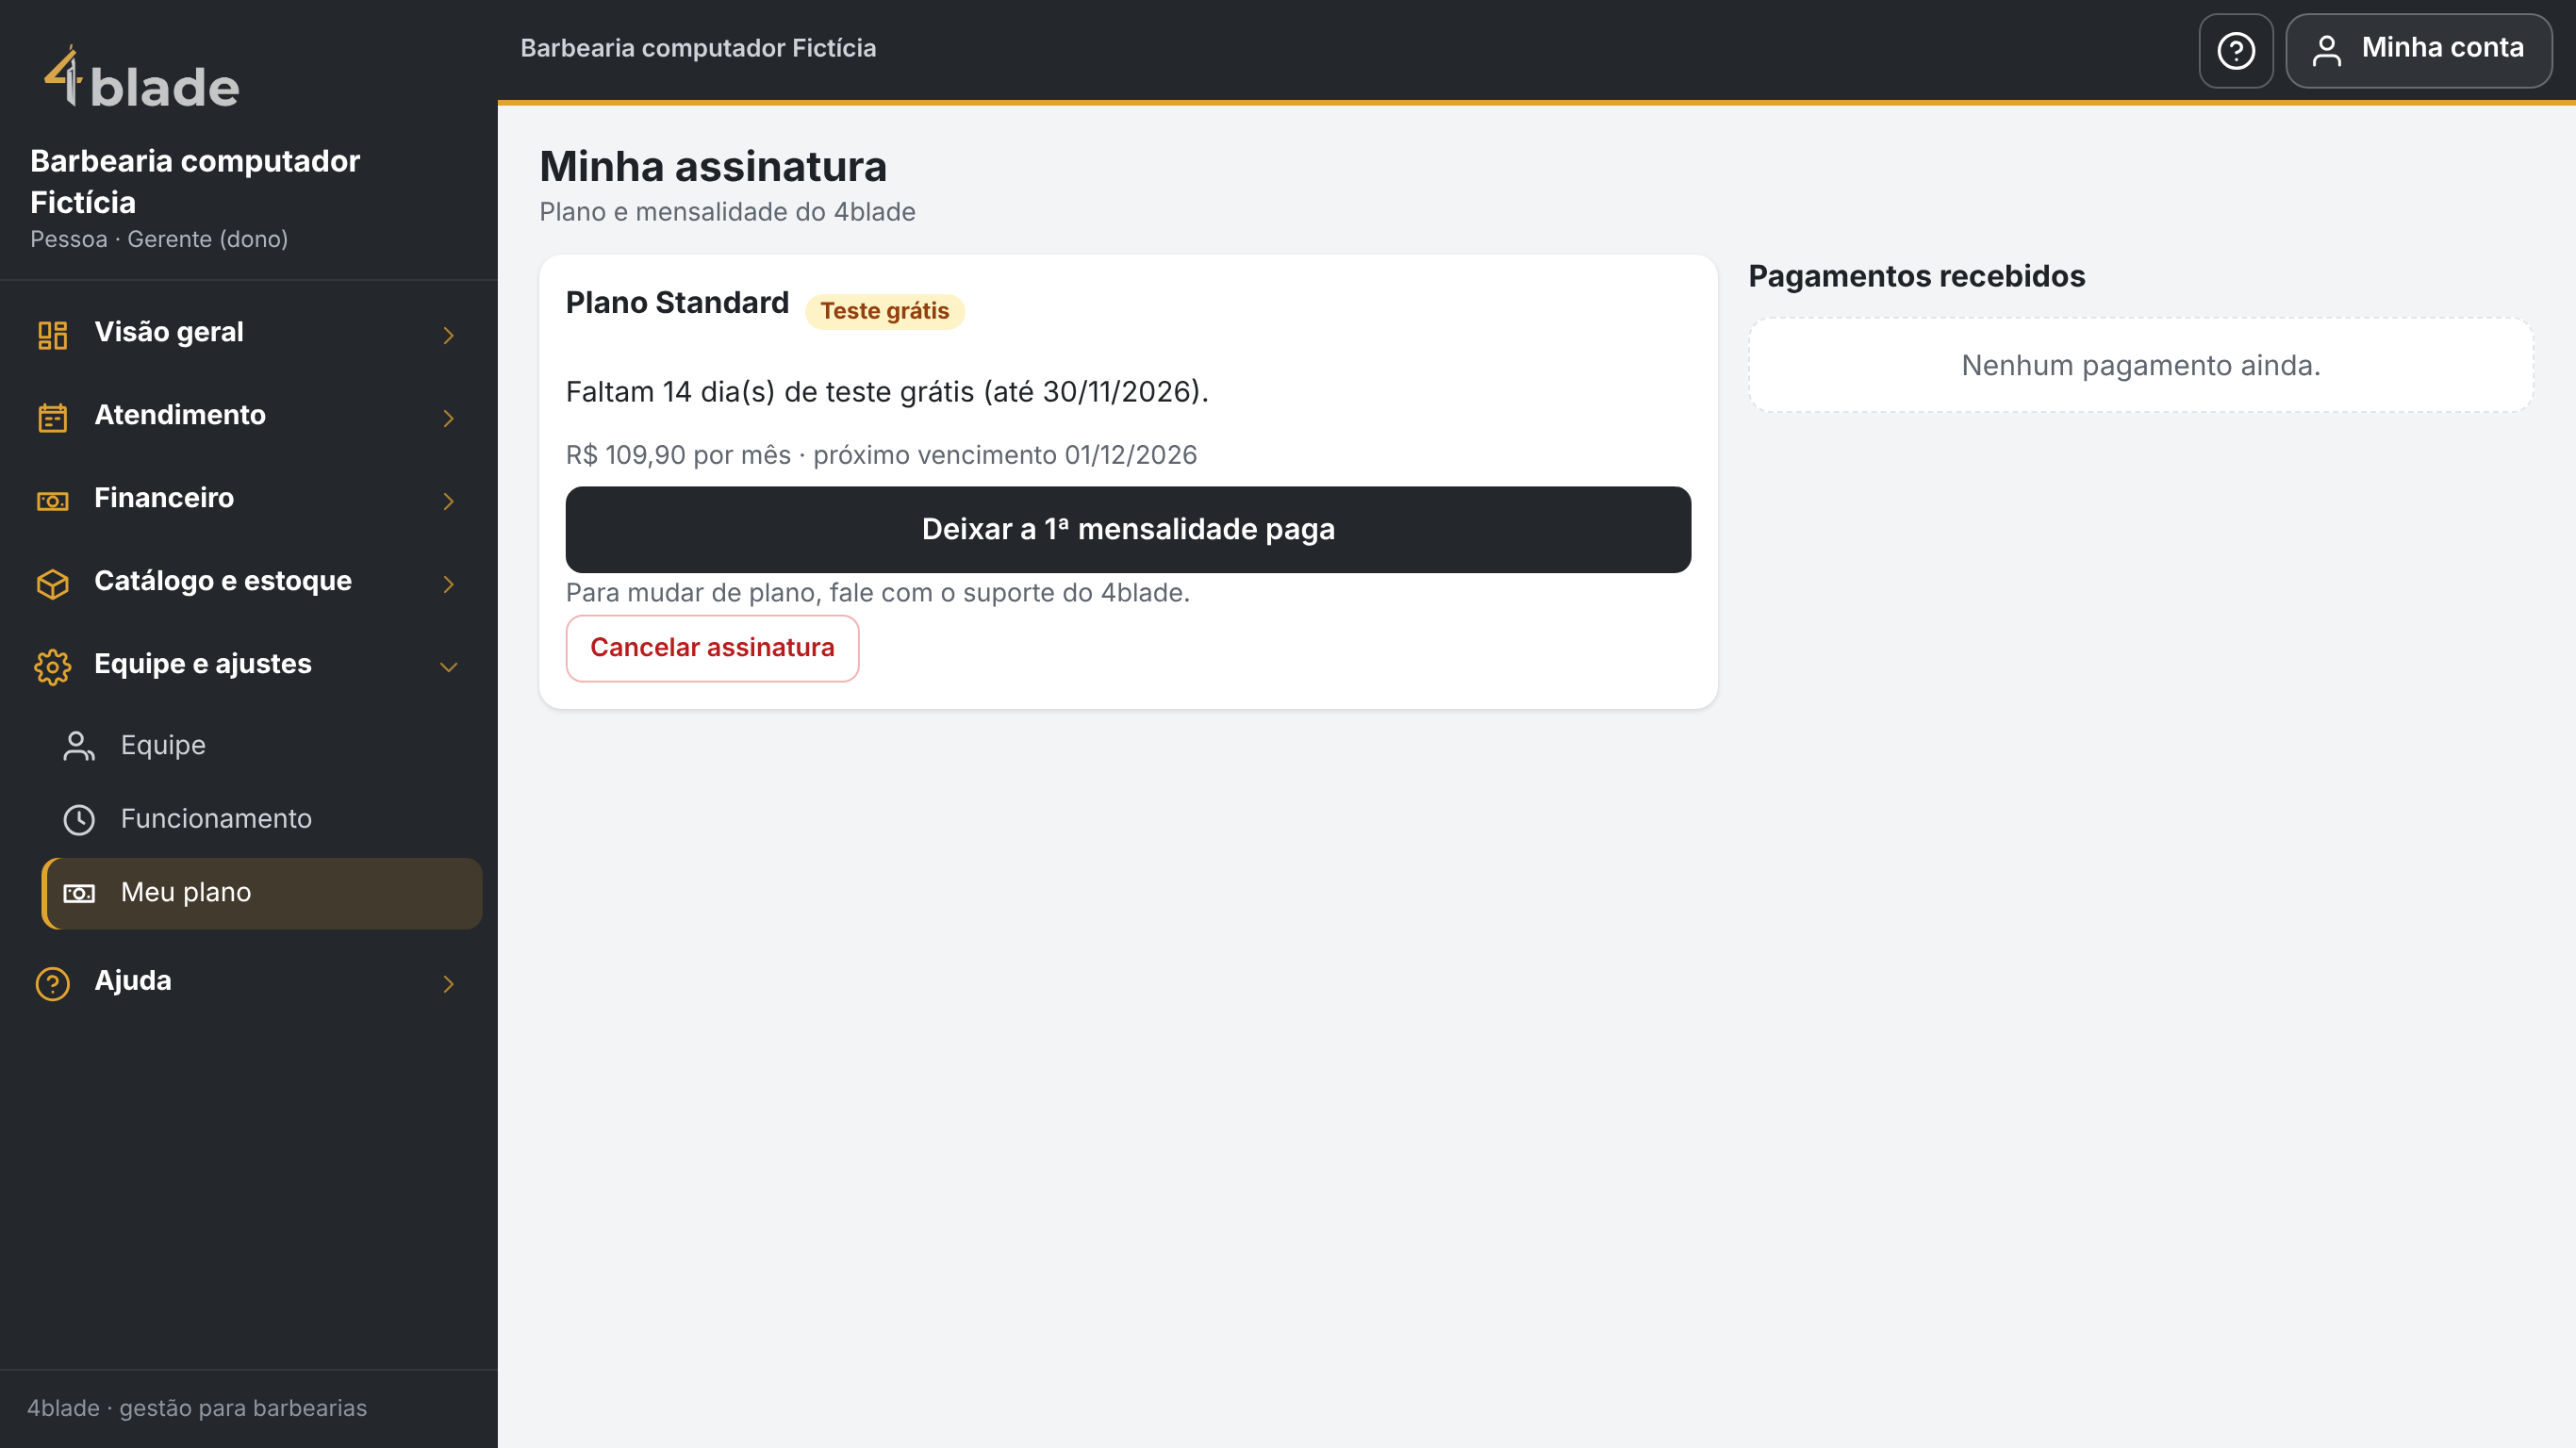 4blade
Barbearia computador
Fictícia
Pessoa · Gerente (dono)
Visão geral
Atendimento
Financeiro
Catálogo e estoque
Equipe e ajustes
Equipe
Funcionamento
Meu plano
Ajuda
4blade · gestão para barbearias
Barbearia computador Fictícia
Minha conta
Minha assinatura
Plano e mensalidade do 4blade
Plano Standard
Teste grátis
Faltam 14 dia(s) de teste grátis (até 30/11/2026).
R$ 109,90 por mês · próximo vencimento 01/12/2026
Deixar a 1ª mensalidade paga
Para mudar de plano, fale com o suporte do 4blade.
Cancelar assinatura
Pagamentos recebidos
Nenhum pagamento ainda.